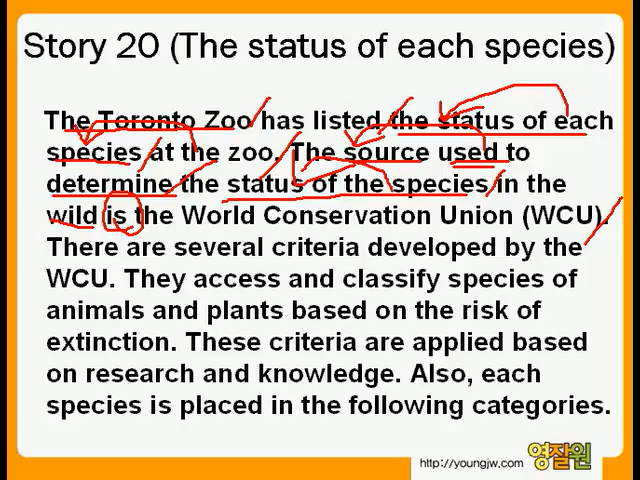 Story 20 (The status of each species)
The Toronto Zoo has listed the status of each
species at the zoo. The source used to
determine the status of the species in the
wild is the World Conservation Union (WCU).
There are several criteria developed by the
WCU. They access and classify species of
animals and plants based on the risk of
extinction. These criteria are applied based
on research and knowledge. Also, each
species is placed in the following categories.
http://youngjw.com 영잘원